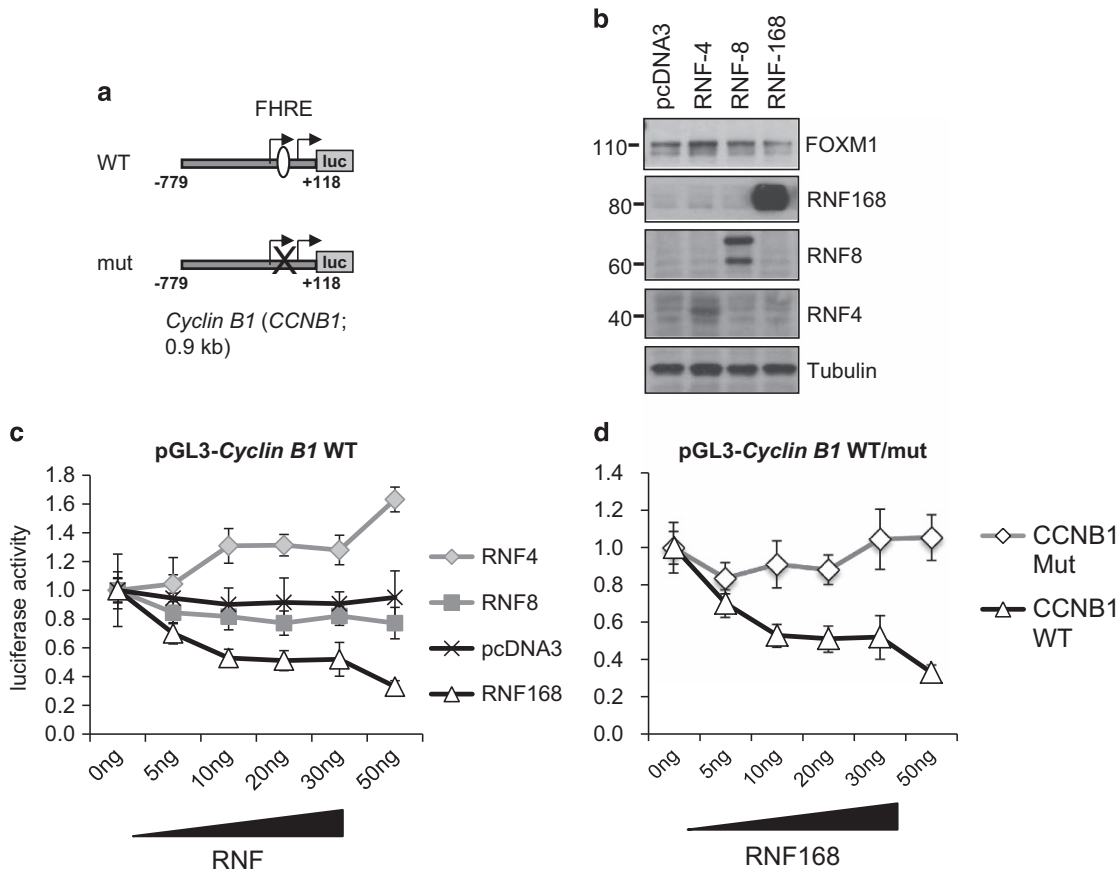 a
FHRE
WT
luc
-779
+118
mut
luc
-779
+118
Cyclin B1 (CCNB1;
0.9 kb)
b
pcDNA3
RNF-4
RNF-8
RNF-168
110
FOXM1
80
RNF168
60
RNF8
40
RNF4
Tubulin
c
pGL3-Cyclin B1 WT
luciferase activity
1.8
1.6
1.4
1.2
1.0
0.8
0.6
0.4
0.2
0.0
0ng
5ng
10ng
20ng
30ng
50ng
RNF
RNF4
RNF8
pcDNA3
RNF168
d
pGL3-Cyclin B1 WT/mut
1.4
1.2
1.0
0.8
0.6
0.4
0.2
0.0
0ng
5ng
10ng
20ng
30ng
50ng
RNF168
CCNB1
Mut
CCNB1
WT